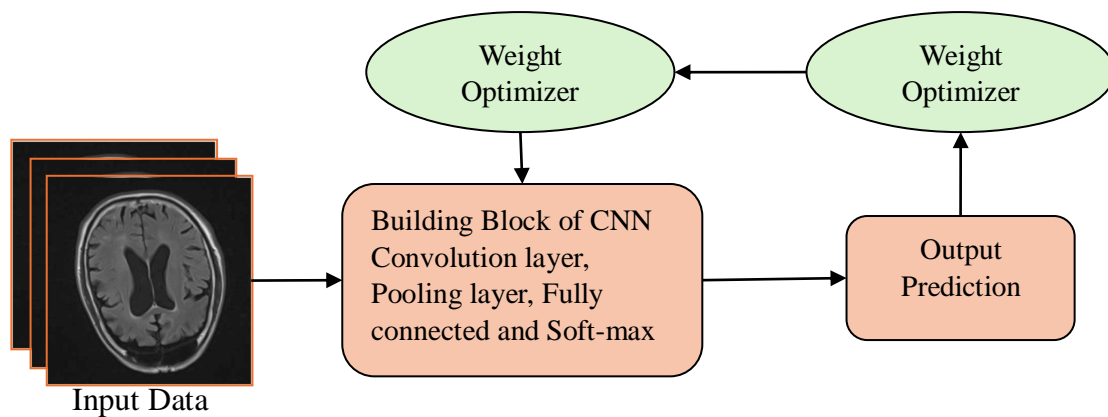 Weight
Optimizer
Weight
Optimizer
Building Block of CNN
Convolution layer,
Pooling layer, Fully
connected and Soft-max
Output
Prediction
Input Data